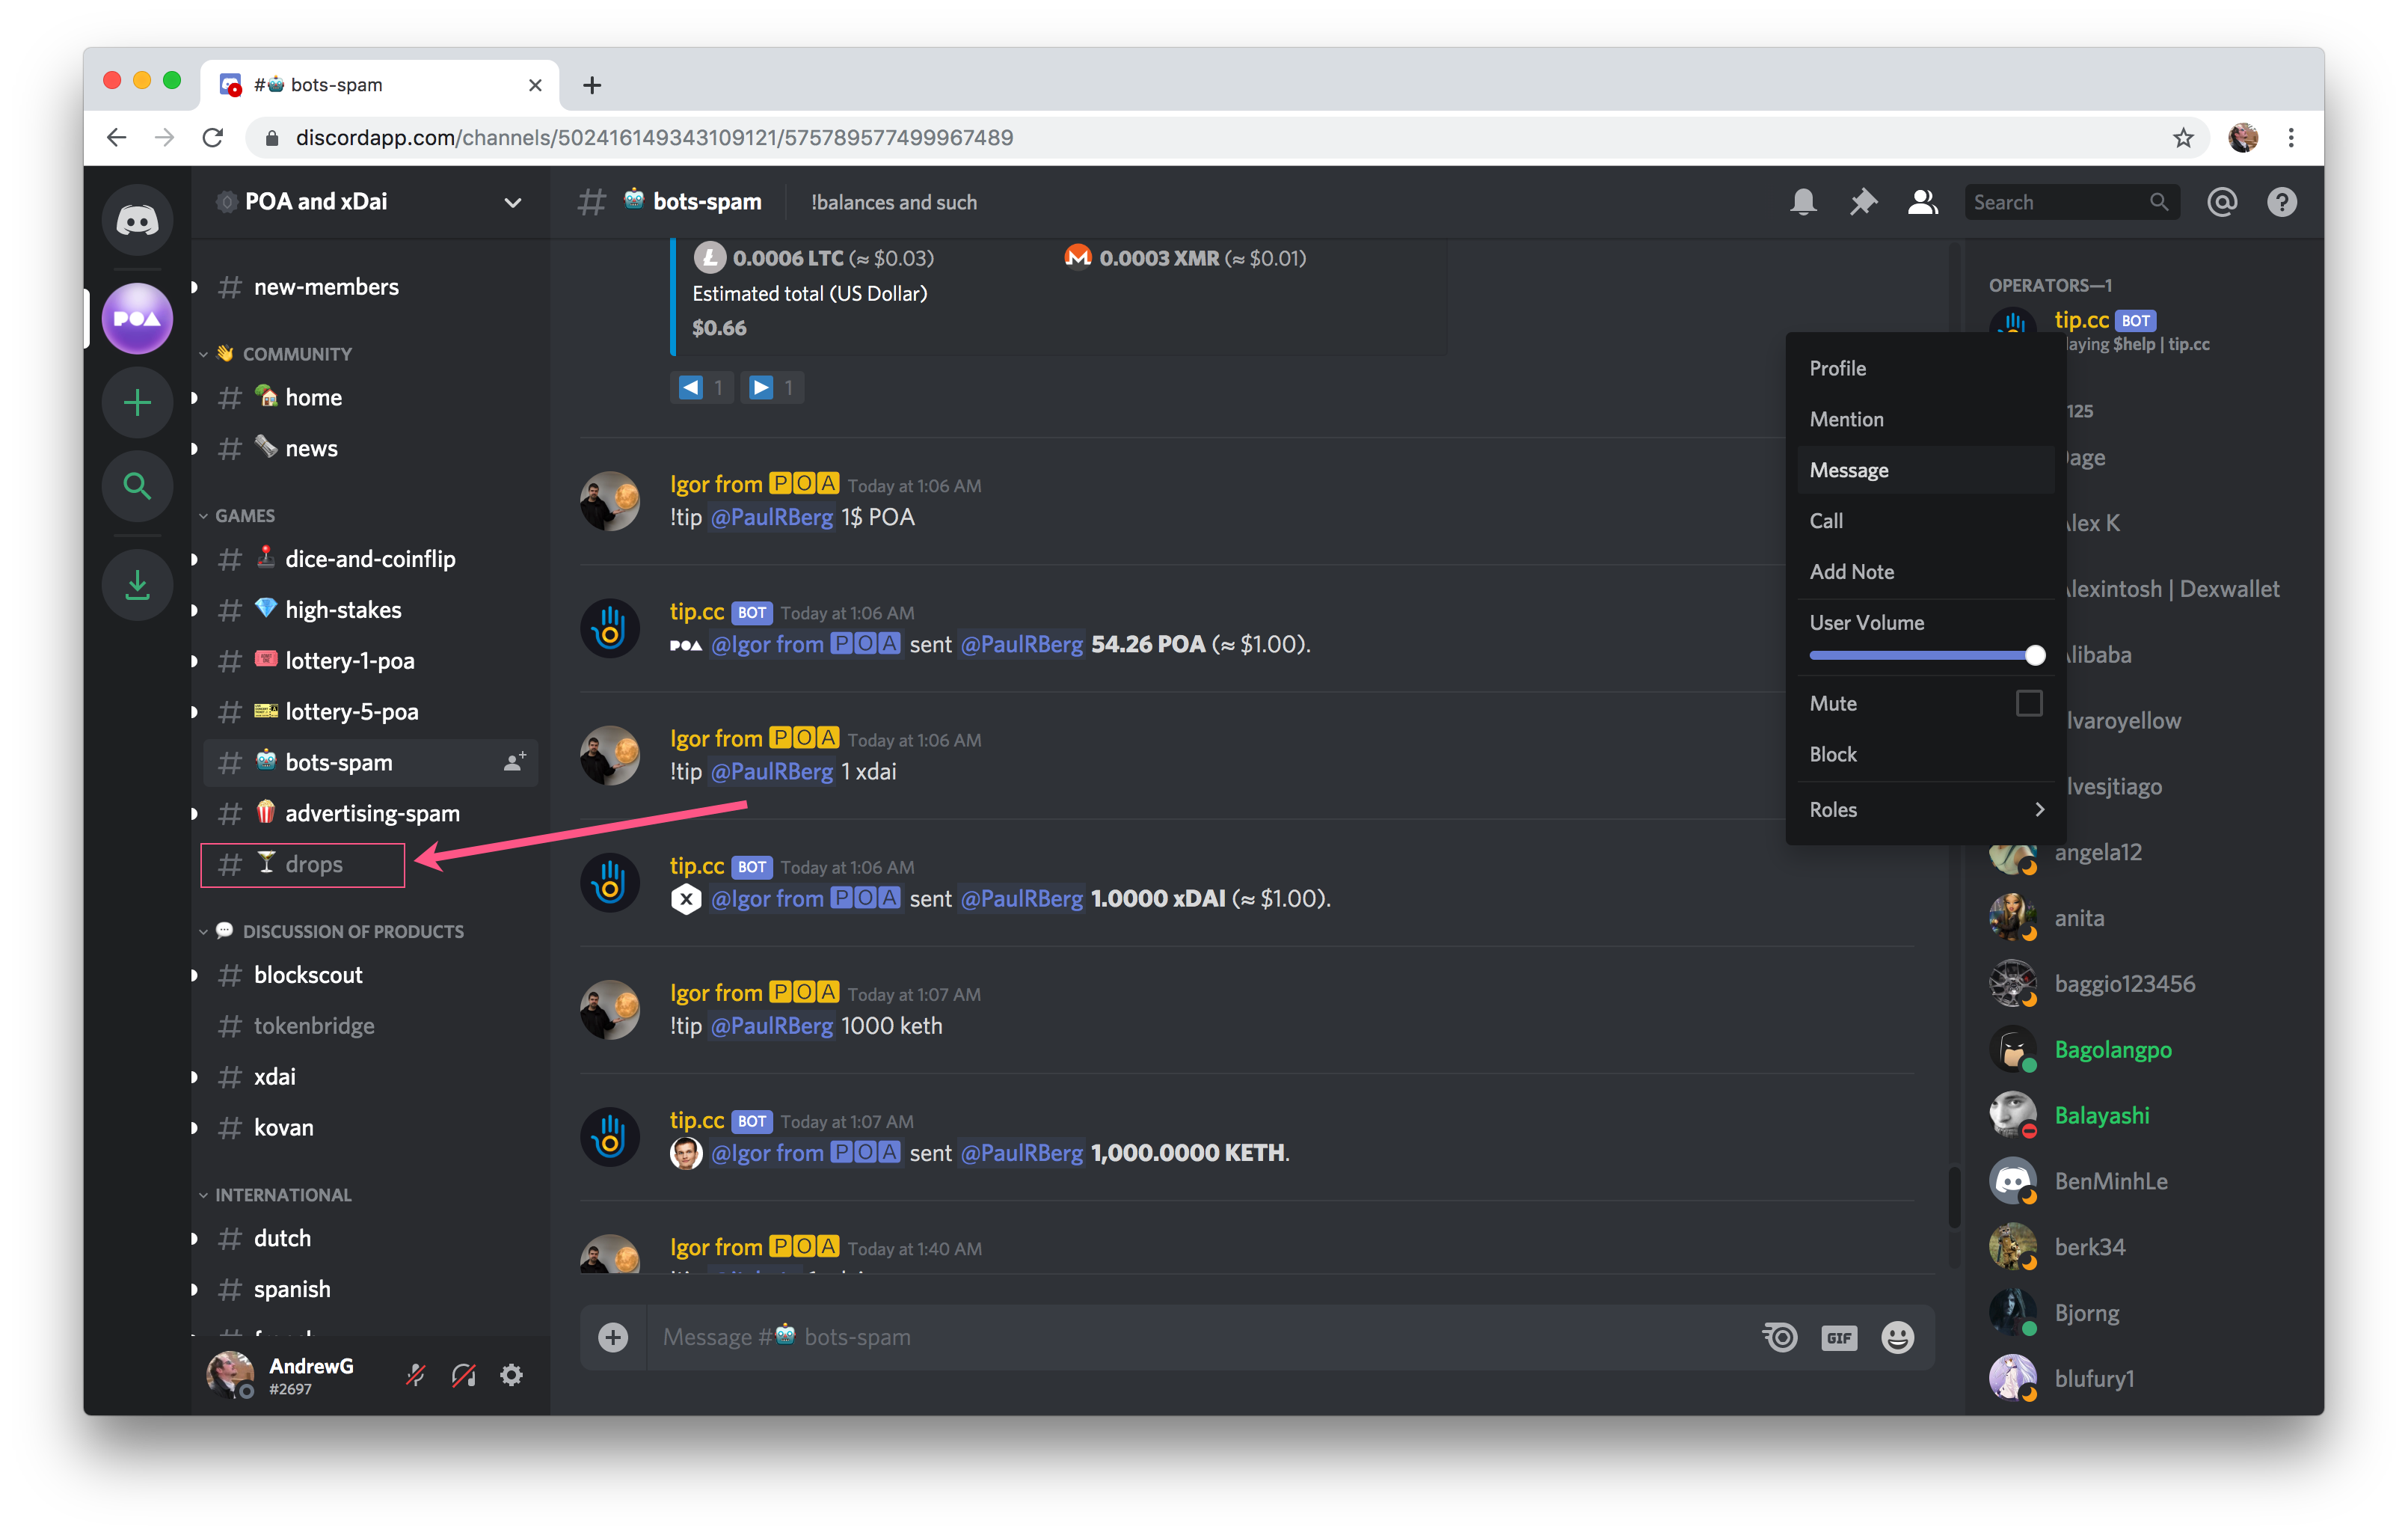 #🤖 bots-spam
discordapp.com/channels/502416149343109121/575789577499967489
POA and xDai
# 🤖 bots-spam
!balances and such
Search
POA
# new-members
👋 COMMUNITY
# 🏡 home
# 🗞 news
GAMES
# 🕹 dice-and-coinflip
# 💎 high-stakes
# 🎟 lottery-1-poa
# 🎫 lottery-5-poa
# 🤖 bots-spam
# 🍿 advertising-spam
# 🍸 drops
💬 DISCUSSION OF PRODUCTS
# blockscout
# tokenbridge
# xdai
# kovan
INTERNATIONAL
# dutch
# spanish
AndrewG
#2697
0.0006 LTC (≈ $0.03) 0.0003 XMR (≈ $0.01)
Estimated total (US Dollar)
$0.66
◀ 1 ▶ 1
Igor from 🄿🄾🄰 Today at 1:06 AM
!tip @PaulRBerg 1$ POA
tip.cc BOT Today at 1:06 AM
POA @Igor from 🄿🄾🄰 sent @PaulRBerg 54.26 POA (≈ $1.00).
Igor from 🄿🄾🄰 Today at 1:06 AM
!tip @PaulRBerg 1 xdai
tip.cc BOT Today at 1:06 AM
X @Igor from 🄿🄾🄰 sent @PaulRBerg 1.0000 xDAI (≈ $1.00).
Igor from 🄿🄾🄰 Today at 1:07 AM
!tip @PaulRBerg 1000 keth
tip.cc BOT Today at 1:07 AM
@Igor from 🄿🄾🄰 sent @PaulRBerg 1,000.0000 KETH.
Igor from 🄿🄾🄰 Today at 1:40 AM
Message #🤖 bots-spam
GIF
Profile
Mention
Message
Call
Add Note
User Volume
Mute
Block
Roles
OPERATORS—1
tip.cc BOT
aying $help | tip.cc
125
age
lex K
lexintosh | Dexwallet
libaba
lvaroyellow
lvesjtiago
angela12
anita
baggio123456
Bagolangpo
Balayashi
BenMinhLe
berk34
Bjorng
blufury1